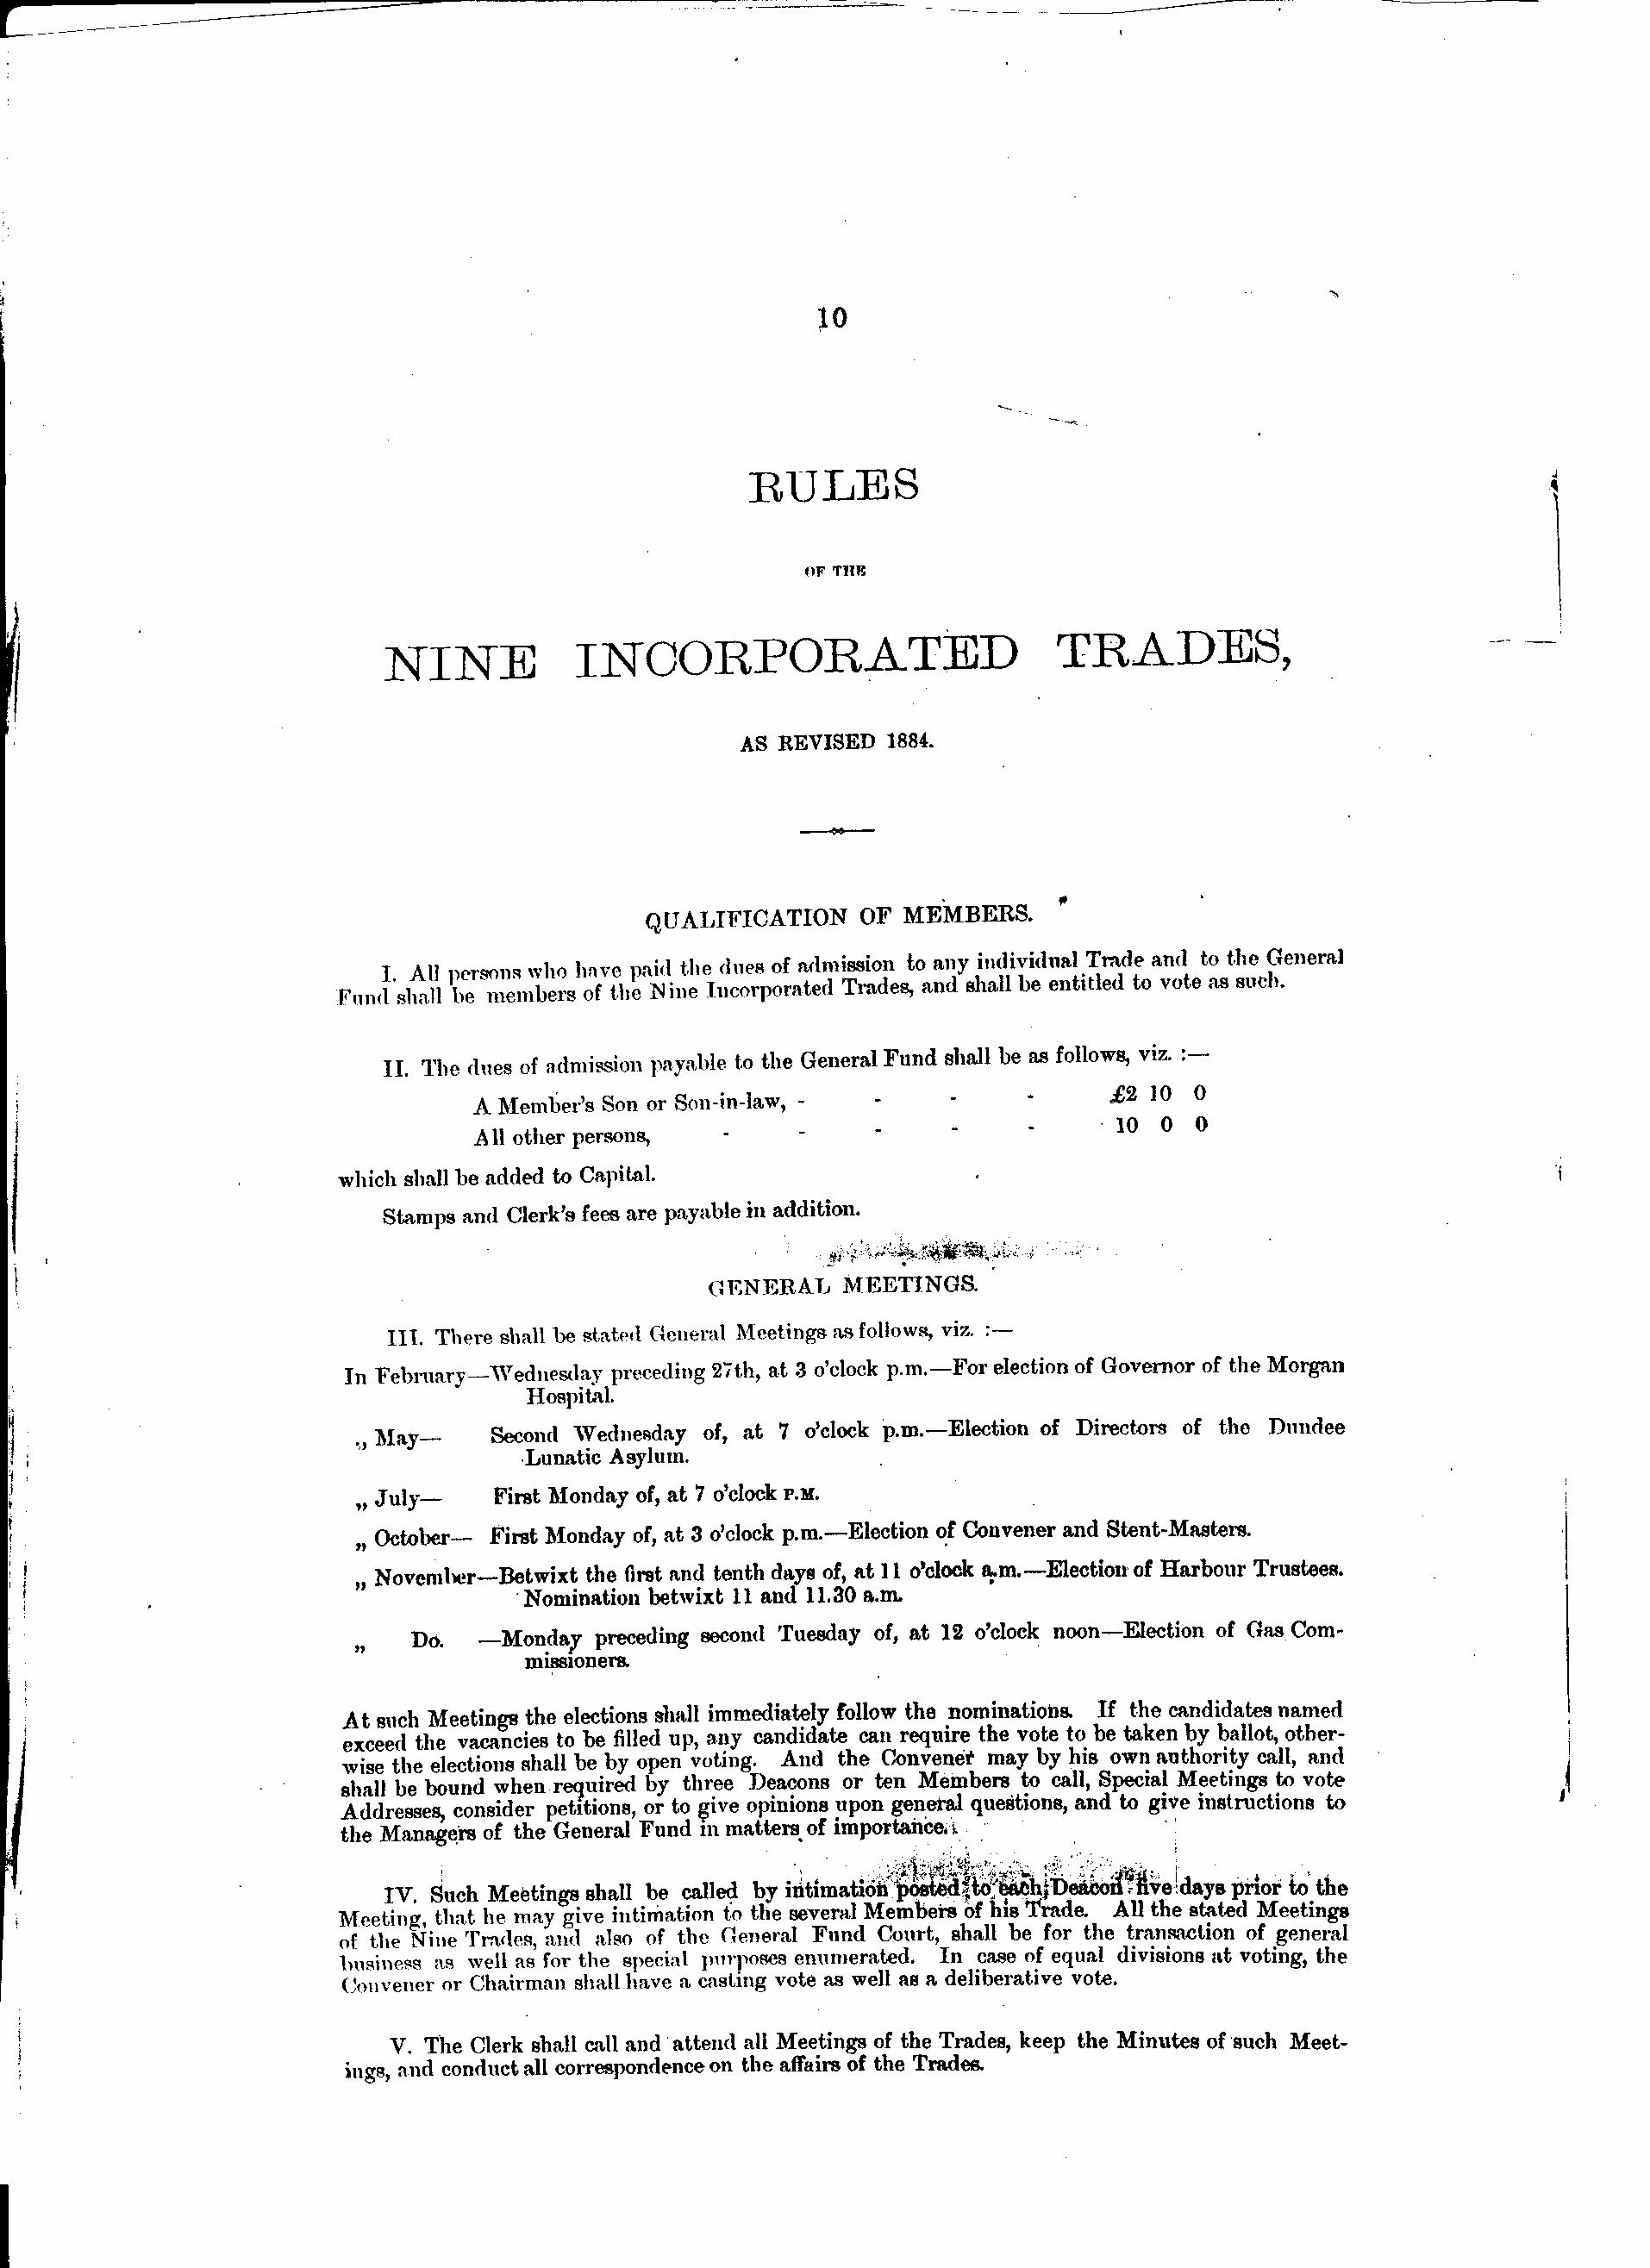 10
RULES
OF THE
NINE INCORPORATED TRADES,
AS REVISED 1884.
QUALIFICATION OF MEMBERS.
I. All persons who have paid the dues of admission to any individual Trade and to the General
Fund shall be members of the Nine Incorporated Trades, and shall be entitled to vote as such.
II. The dues of admission payable to the General Fund shall be as follows, viz. :—
A Member's Son or Son-in-law, - - - - £2 10 0
All other persons, - - - - - 10 0 0
which shall be added to Capital.
Stamps and Clerk's fees are payable in addition.
GENERAL MEETINGS.
III. There shall be stated General Meetings as follows, viz. :—
In February—Wednesday preceding 27th, at 3 o'clock p.m.—For election of Governor of the Morgan
Hospital.
„ May— Second Wednesday of, at 7 o'clock p.m.—Election of Directors of the Dundee
Lunatic Asylum.
„ July— First Monday of, at 7 o'clock P.M.
„ October— First Monday of, at 3 o'clock p.m.—Election of Convener and Stent-Masters.
„ November—Betwixt the first and tenth days of, at 11 o'clock a.m.—Election of Harbour Trustees.
Nomination betwixt 11 and 11.30 a.m.
„ Do. —Monday preceding second Tuesday of, at 12 o'clock noon—Election of Gas Com-
missioners.
At such Meetings the elections shall immediately follow the nominations. If the candidates named
exceed the vacancies to be filled up, any candidate can require the vote to be taken by ballot, other-
wise the elections shall be by open voting. And the Convener may by his own authority call, and
shall be bound when required by three Deacons or ten Members to call, Special Meetings to vote
Addresses, consider petitions, or to give opinions upon general questions, and to give instructions to
the Managers of the General Fund in matters of importance.
IV. Such Meetings shall be called by intimation posted to each Deacon five days prior to the
Meeting, that he may give intimation to the several Members of his Trade. All the stated Meetings
of the Nine Trades, and also of the General Fund Court, shall be for the transaction of general
business as well as for the special purposes enumerated. In case of equal divisions at voting, the
Convener or Chairman shall have a casting vote as well as a deliberative vote.
V. The Clerk shall call and attend all Meetings of the Trades, keep the Minutes of such Meet-
ings, and conduct all correspondence on the affairs of the Trades.